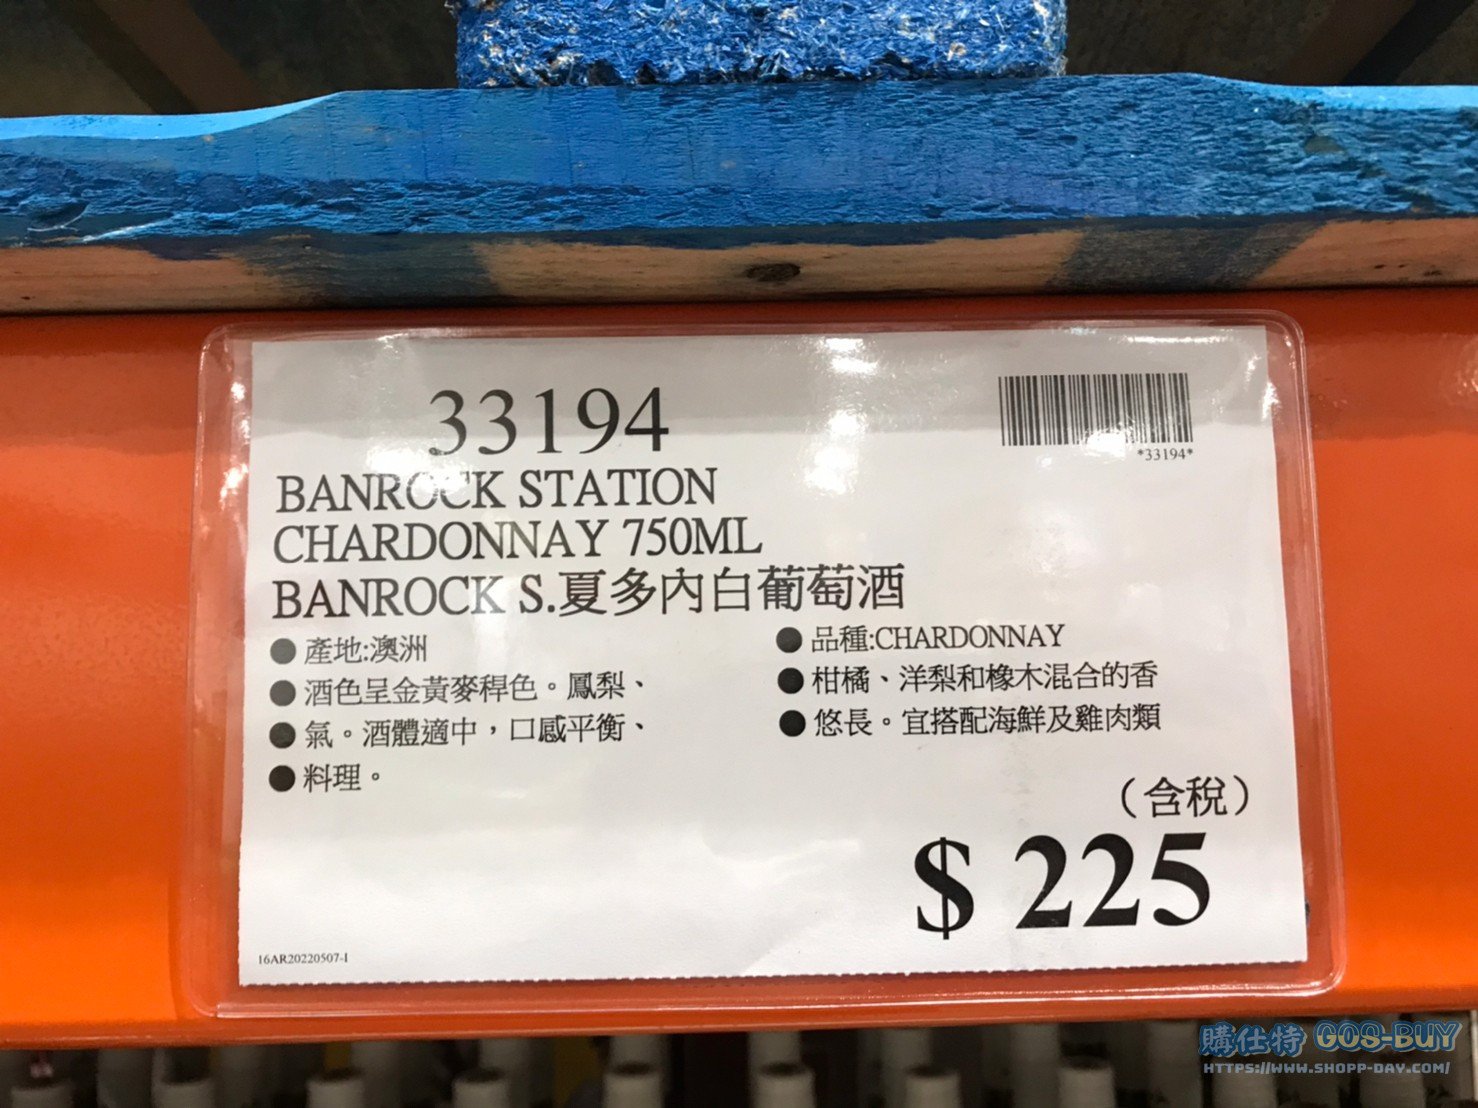 33194
*33194*
BANROCK STATION
CHARDONNAY 750ML
BANROCK S.夏多內白葡萄酒
●產地:澳洲
●品種:CHARDONNAY
●酒色呈金黃麥稈色。鳳梨、
●柑橘、洋梨和橡木混合的香
●氣。酒體適中，口感平衡、
●悠長。宜搭配海鮮及雞肉類
●料理。
（含稅）
$ 225
16AR20220507-1
購仕特 GOS-BUY
HTTPS://WWW.SHOPP-DAY.COM/